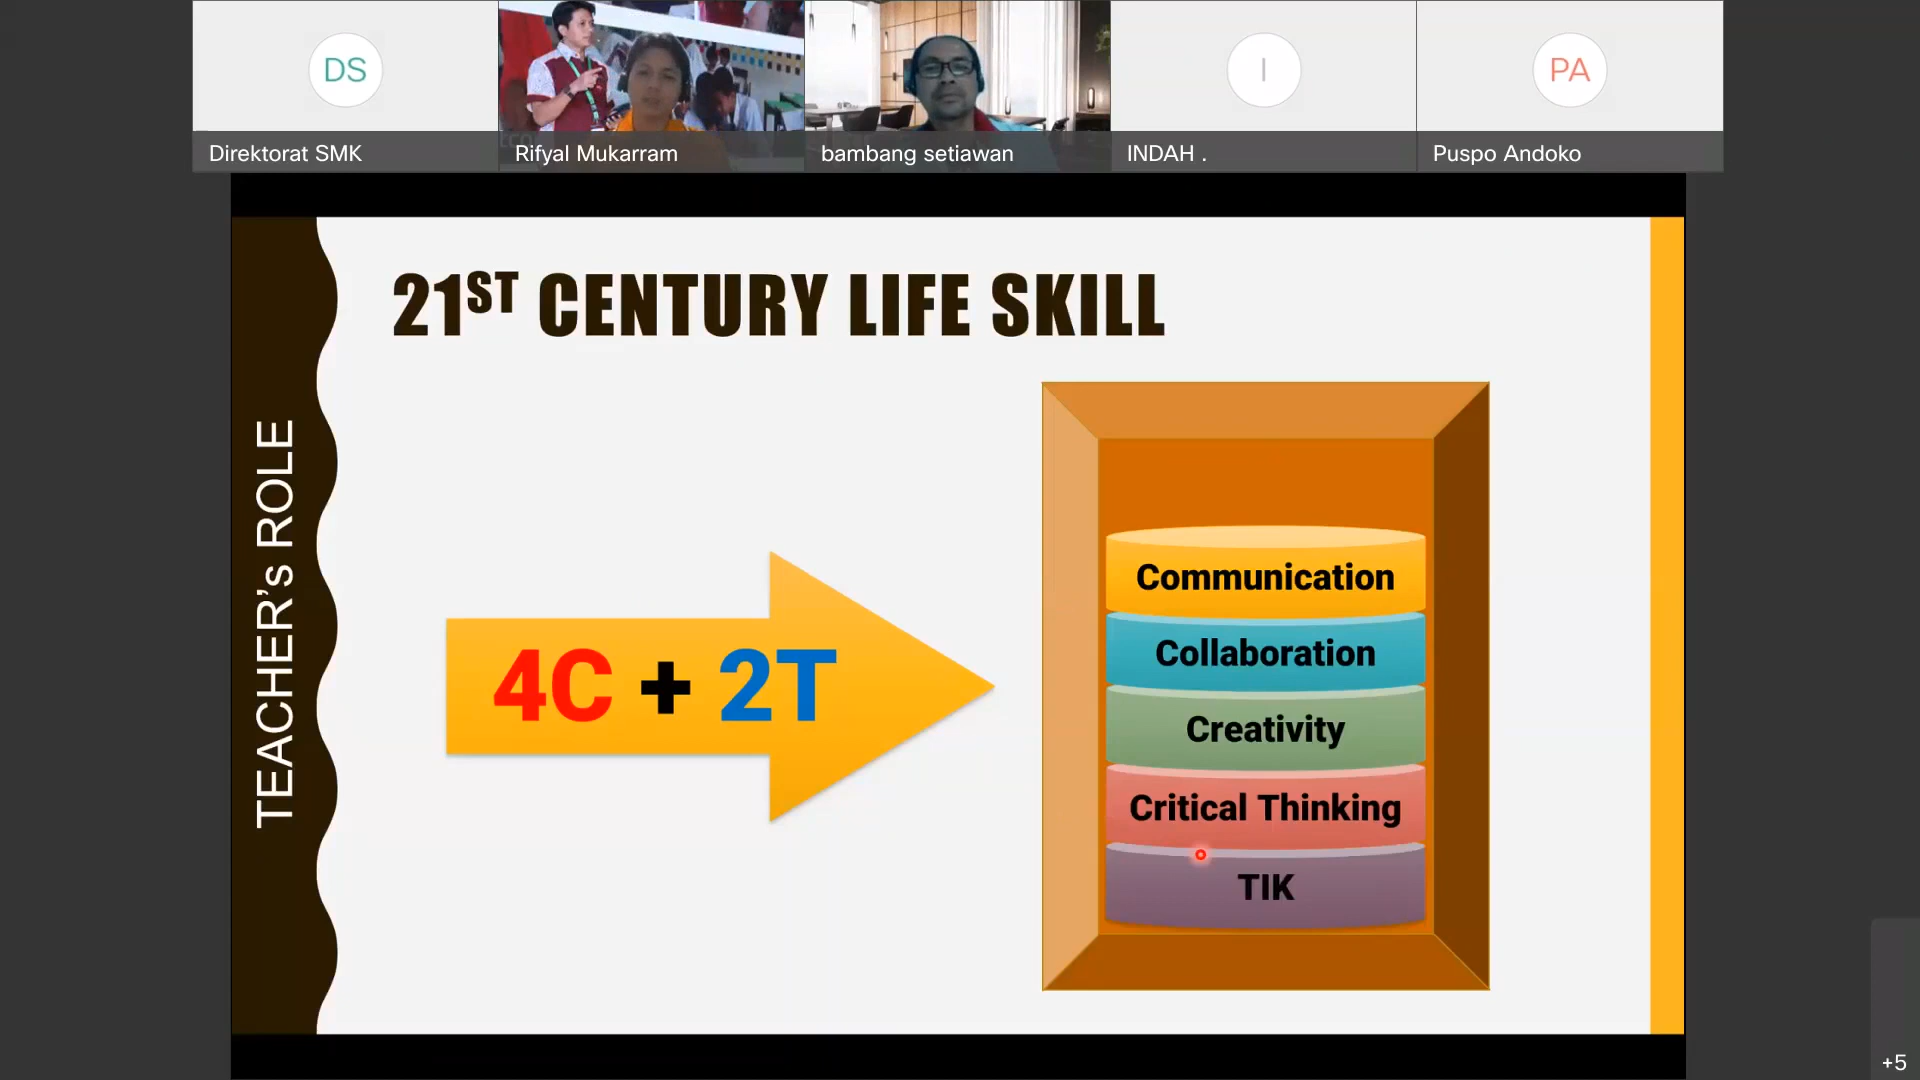 DS
I
PA
Direktorat SMK
Rifyal Mukarram
bambang setiawan
INDAH .
Puspo Andoko
21ST CENTURY LIFE SKILL
TEACHER's ROLE
4C + 2T
Communication
Collaboration
Creativity
Critical Thinking
TIK
+5